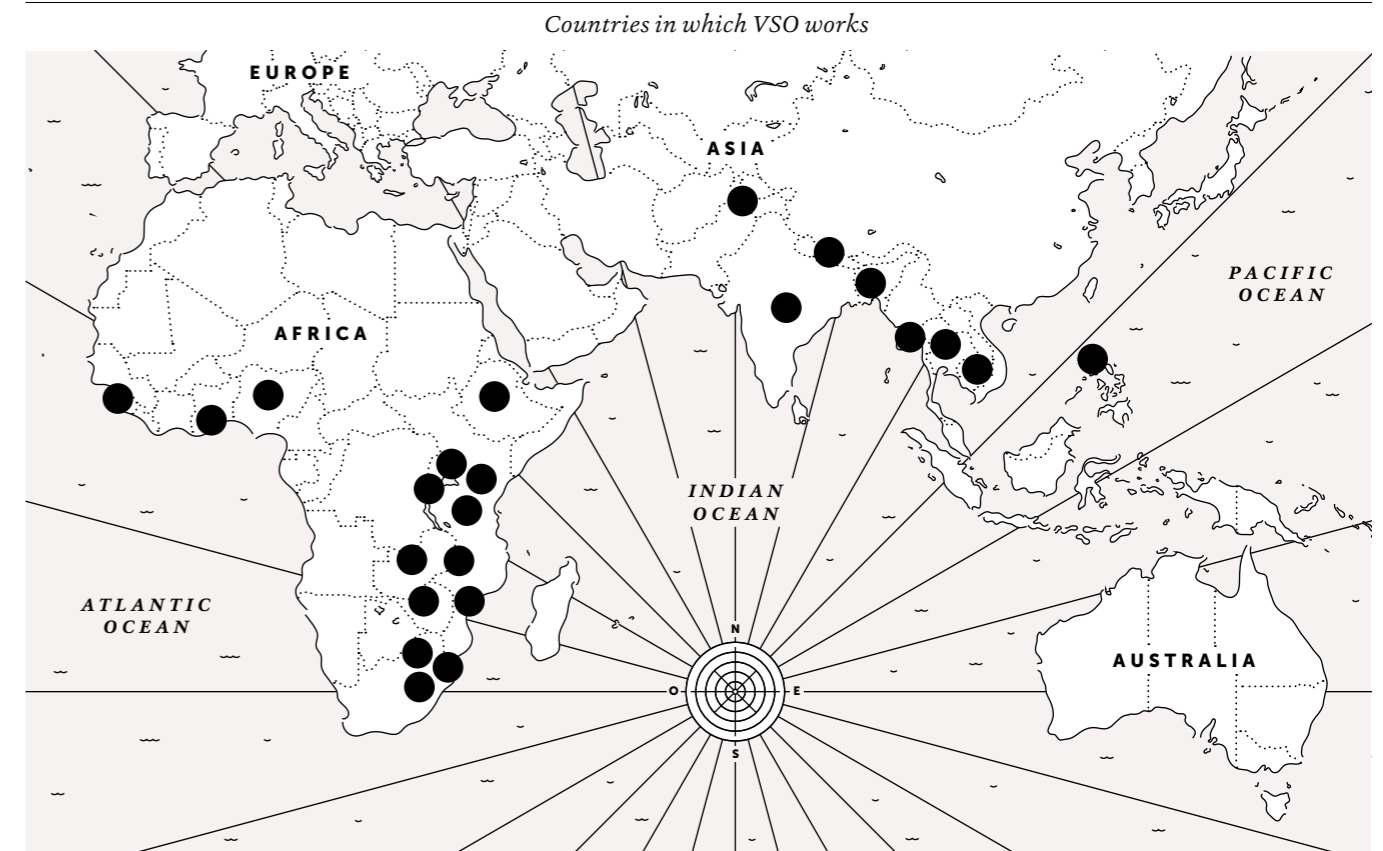 Countries in which VSO works
EUROPE
ASIA
PACIFIC
OCEAN
AFRICA
INDIAN
OCEAN
ATLANTIC
OCEAN
N
AUSTRALIA
O
E
S